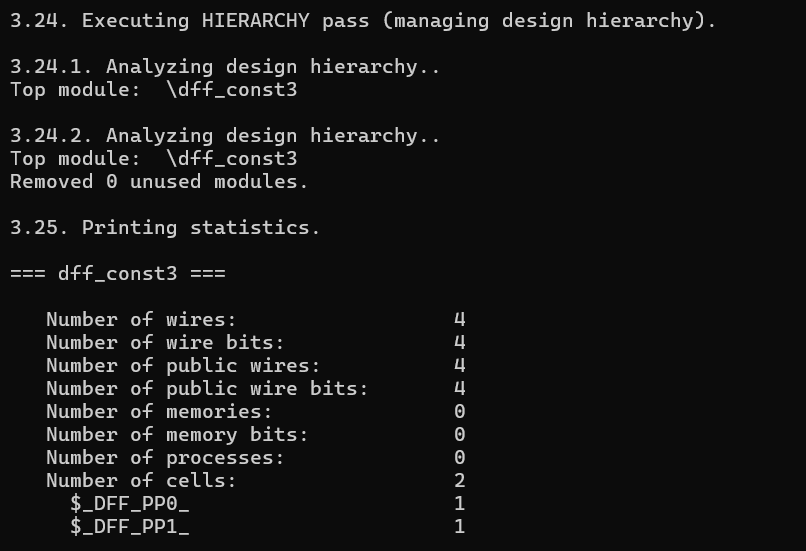 3.24. Executing HIERARCHY pass (managing design hierarchy).
3.24.1. Analyzing design hierarchy..
Top module:  \dff_const3
3.24.2. Analyzing design hierarchy..
Top module:  \dff_const3
Removed 0 unused modules.
3.25. Printing statistics.
=== dff_const3 ===
   Number of wires:                  4
   Number of wire bits:              4
   Number of public wires:           4
   Number of public wire bits:       4
   Number of memories:               0
   Number of memory bits:            0
   Number of processes:              0
   Number of cells:                  2
     $_DFF_PP0_                      1
     $_DFF_PP1_                      1